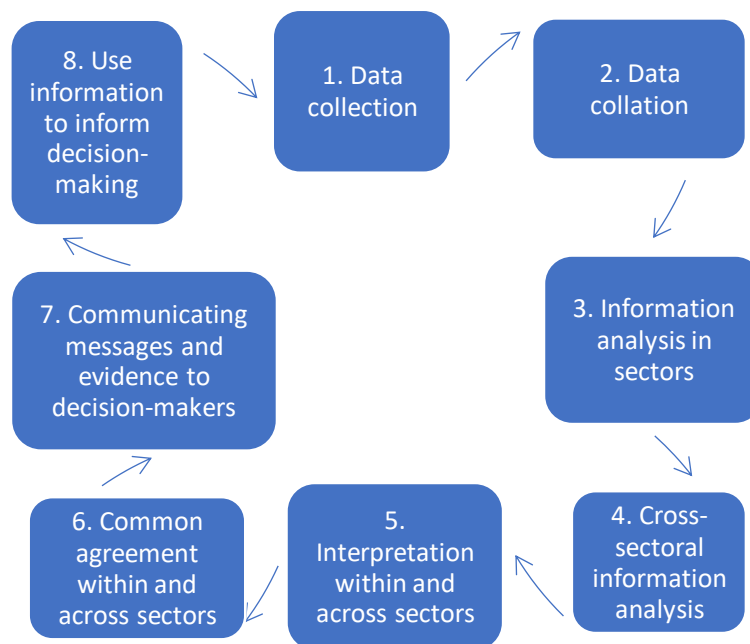 1. Data
collection
2. Data
collation
3. Information
analysis in
sectors
4. Cross-
sectoral
information
analysis
5.
Interpretation
within and
across sectors
6. Common
agreement
within and
across sectors
7. Communicating
messages and
evidence to
decision-makers
8. Use
information
to inform
decision-
making